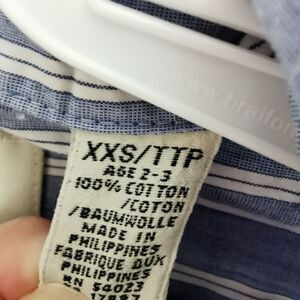 XXS/TTP
AGE 2-3
100% COTTON
/COTON/
/BAUMWOLLE
MADE IN
PHILIPPINES
FABRIQUE AUX
PHILIPPINES
RN 54023